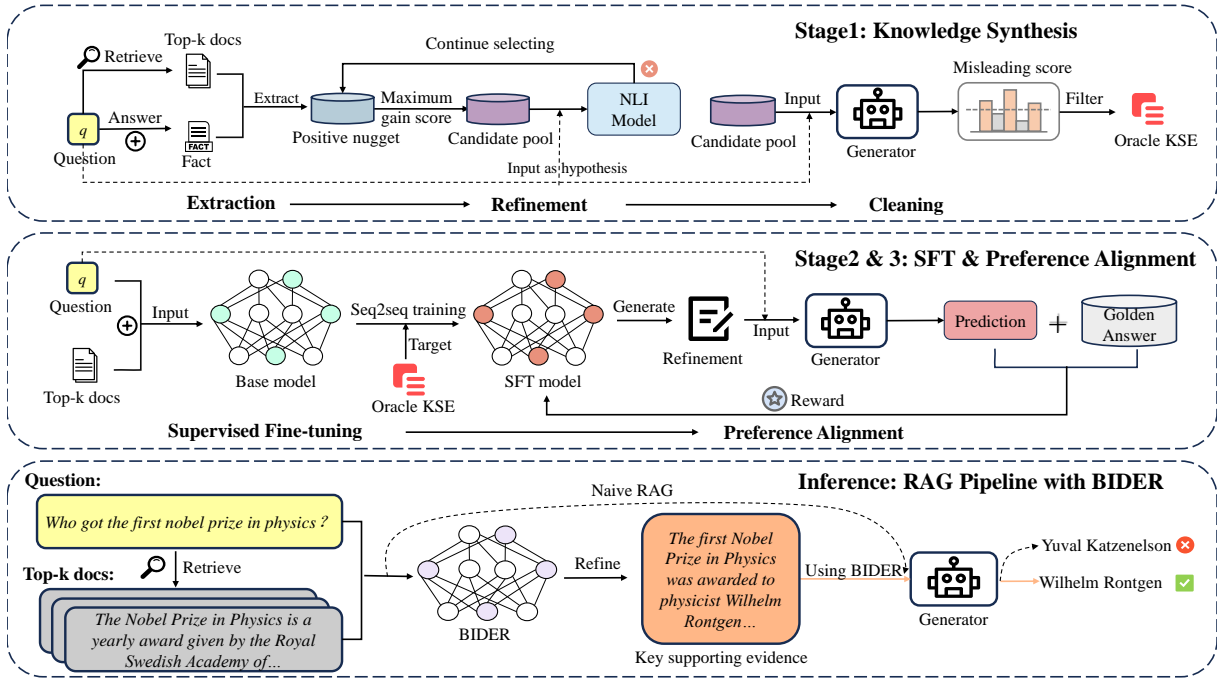 Stage1: Knowledge Synthesis
Top-k docs
Retrieve
Continue selecting
Misleading score
q
Answer
Question
FACT
Fact
Extract
Positive nugget
Maximum
gain score
Candidate pool
NLI
Model
Input as hypothesis
Candidate pool
Input
Generator
Filter
Oracle KSE
Extraction
Refinement
Cleaning
Stage2 & 3: SFT & Preference Alignment
q
Question
Top-k docs
Input
Base model
Seq2seq training
Target
Oracle KSE
SFT model
Generate
Refinement
Input
Generator
Prediction
+
Golden
Answer
Reward
Supervised Fine-tuning
Preference Alignment
Inference: RAG Pipeline with BIDER
Question:
Who got the first nobel prize in physics?
Retrieve
Top-k docs:
The Nobel Prize in Physics is a
yearly award given by the Royal
Swedish Academy of...
Naive RAG
BIDER
Refine
The first Nobel
Prize in Physics
was awarded to
physicist Wilhelm
Rontgen...
Key supporting evidence
Using BIDER
Generator
Yuval Katzenelson
Wilhelm Rontgen